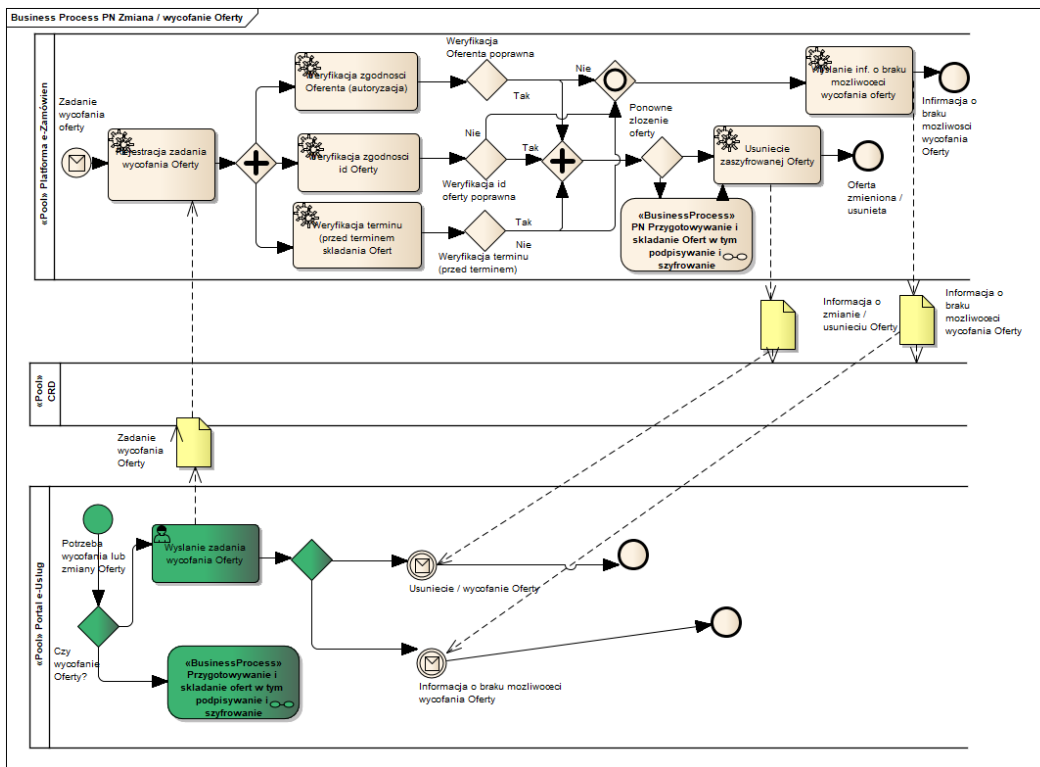 Business Process PN Zmiana / wycofanie Oferty
«Pool» Platforma e-Zamówien
Zadanie
wycofania
oferty
Rejestracja zadania
wycofania Oferty
Weryfikacja zgodnosci
Oferenta (autoryzacja)
Weryfikacja zgodnosci
id Oferty
Weryfikacja terminu
(przed terminem
skladania Ofert
Weryfikacja
Oferenta poprawna
Tak
Nie
Nie
Tak
Weryfikacja id
oferty poprawna
Tak
Nie
Weryfikacja terminu
(przed terminem)
Ponowne
zlozenie
oferty
Wyslanie inf. o braku
mozliwoœci
wycofania oferty
Infirmacja o
braku
mozliwosci
wycofania
Oferty
Usuniecie
zaszyfrowanej Oferty
Oferta
zmieniona /
usunieta
«BusinessProcess»
PN Przygotowywanie i
skladanie Ofert w tym
podpisywanie i
szyfrowanie
Informacja o
zmianie /
usunieciu Oferty
Informacja o
braku
mozliwoœci
wycofania Oferty
«Pool»
CRD
Zadanie
wycofania
Oferty
«Pool» Portal e-Uslug
Potrzeba
wycofania lub
zmiany Oferty
Wyslanie zadania
wycofania Oferty
Czy
wycofanie
Oferty?
«BusinessProcess»
Przygotowywanie i
skladanie ofert w tym
podpisywanie i
szyfrowanie
Usuniecie / wycofanie Oferty
Informacja o braku mozliwoœci
wycofania Oferty